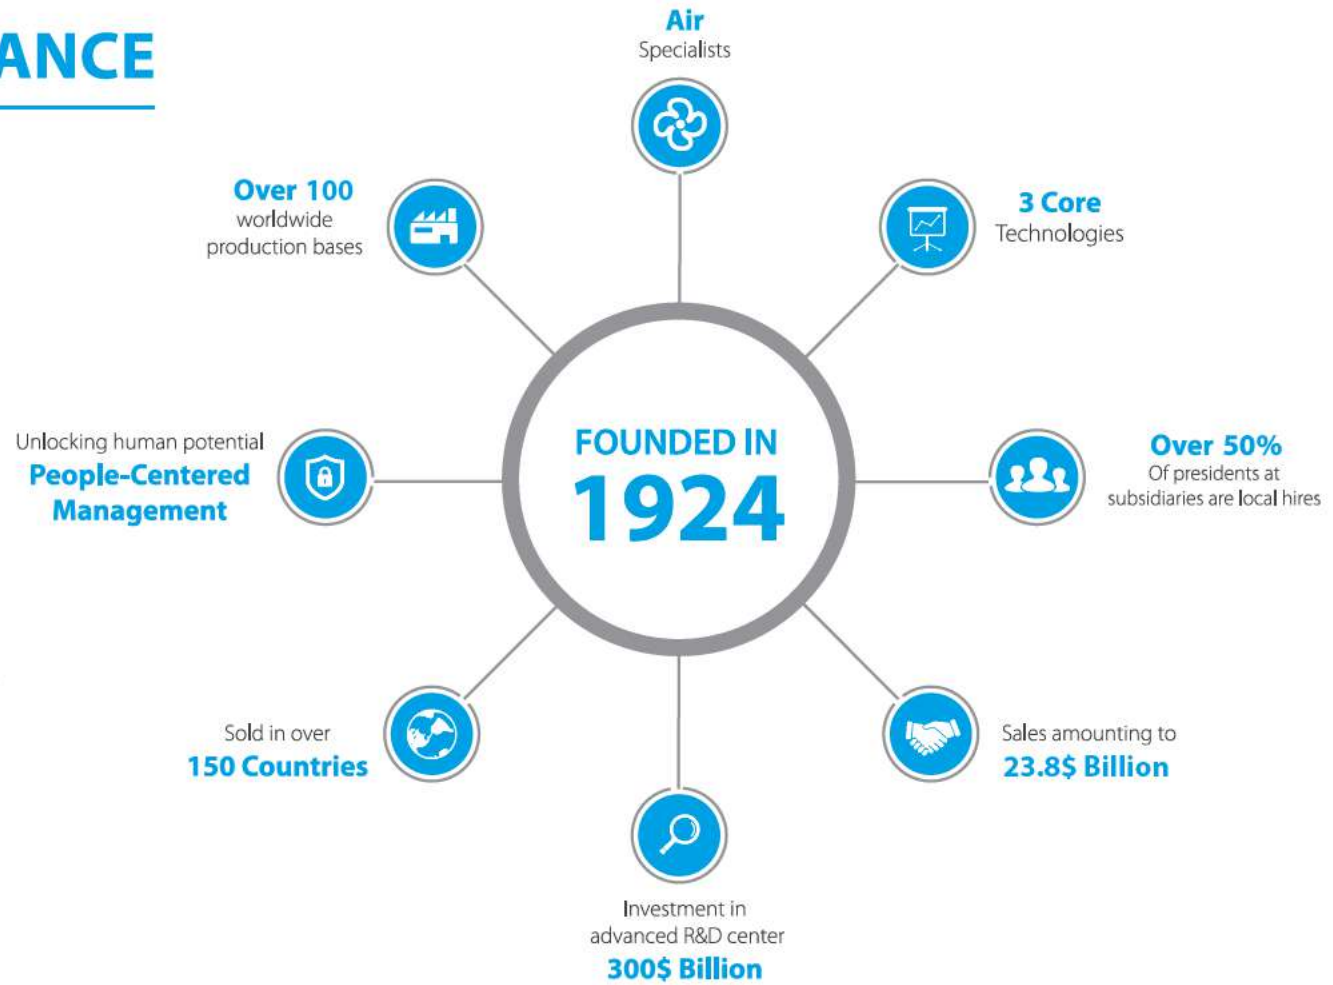 ANCE
Air
Specialists
Over 100
worldwide
production bases
3 Core
Technologies
Unlocking human potential
People-Centered
Management
FOUNDED IN
1924
Over 50%
Of presidents at
subsidiaries are local hires
Sold in over
150 Countries
Sales amounting to
23.8$ Billion
Investment in
advanced R&D center
300$ Billion